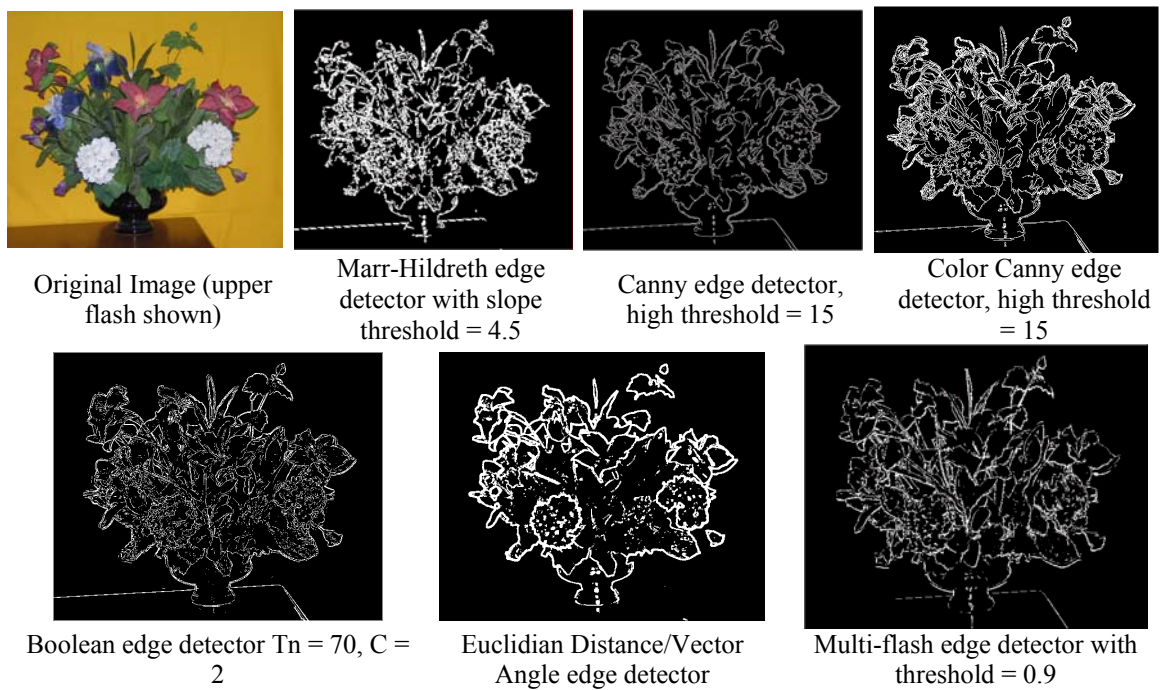 Original Image (upper
flash shown)
Marr-Hildreth edge
detector with slope
threshold = 4.5
Canny edge detector,
high threshold = 15
Color Canny edge
detector, high threshold
= 15
Boolean edge detector Tn = 70, C =
2
Euclidian Distance/Vector
Angle edge detector
Multi-flash edge detector with
threshold = 0.9